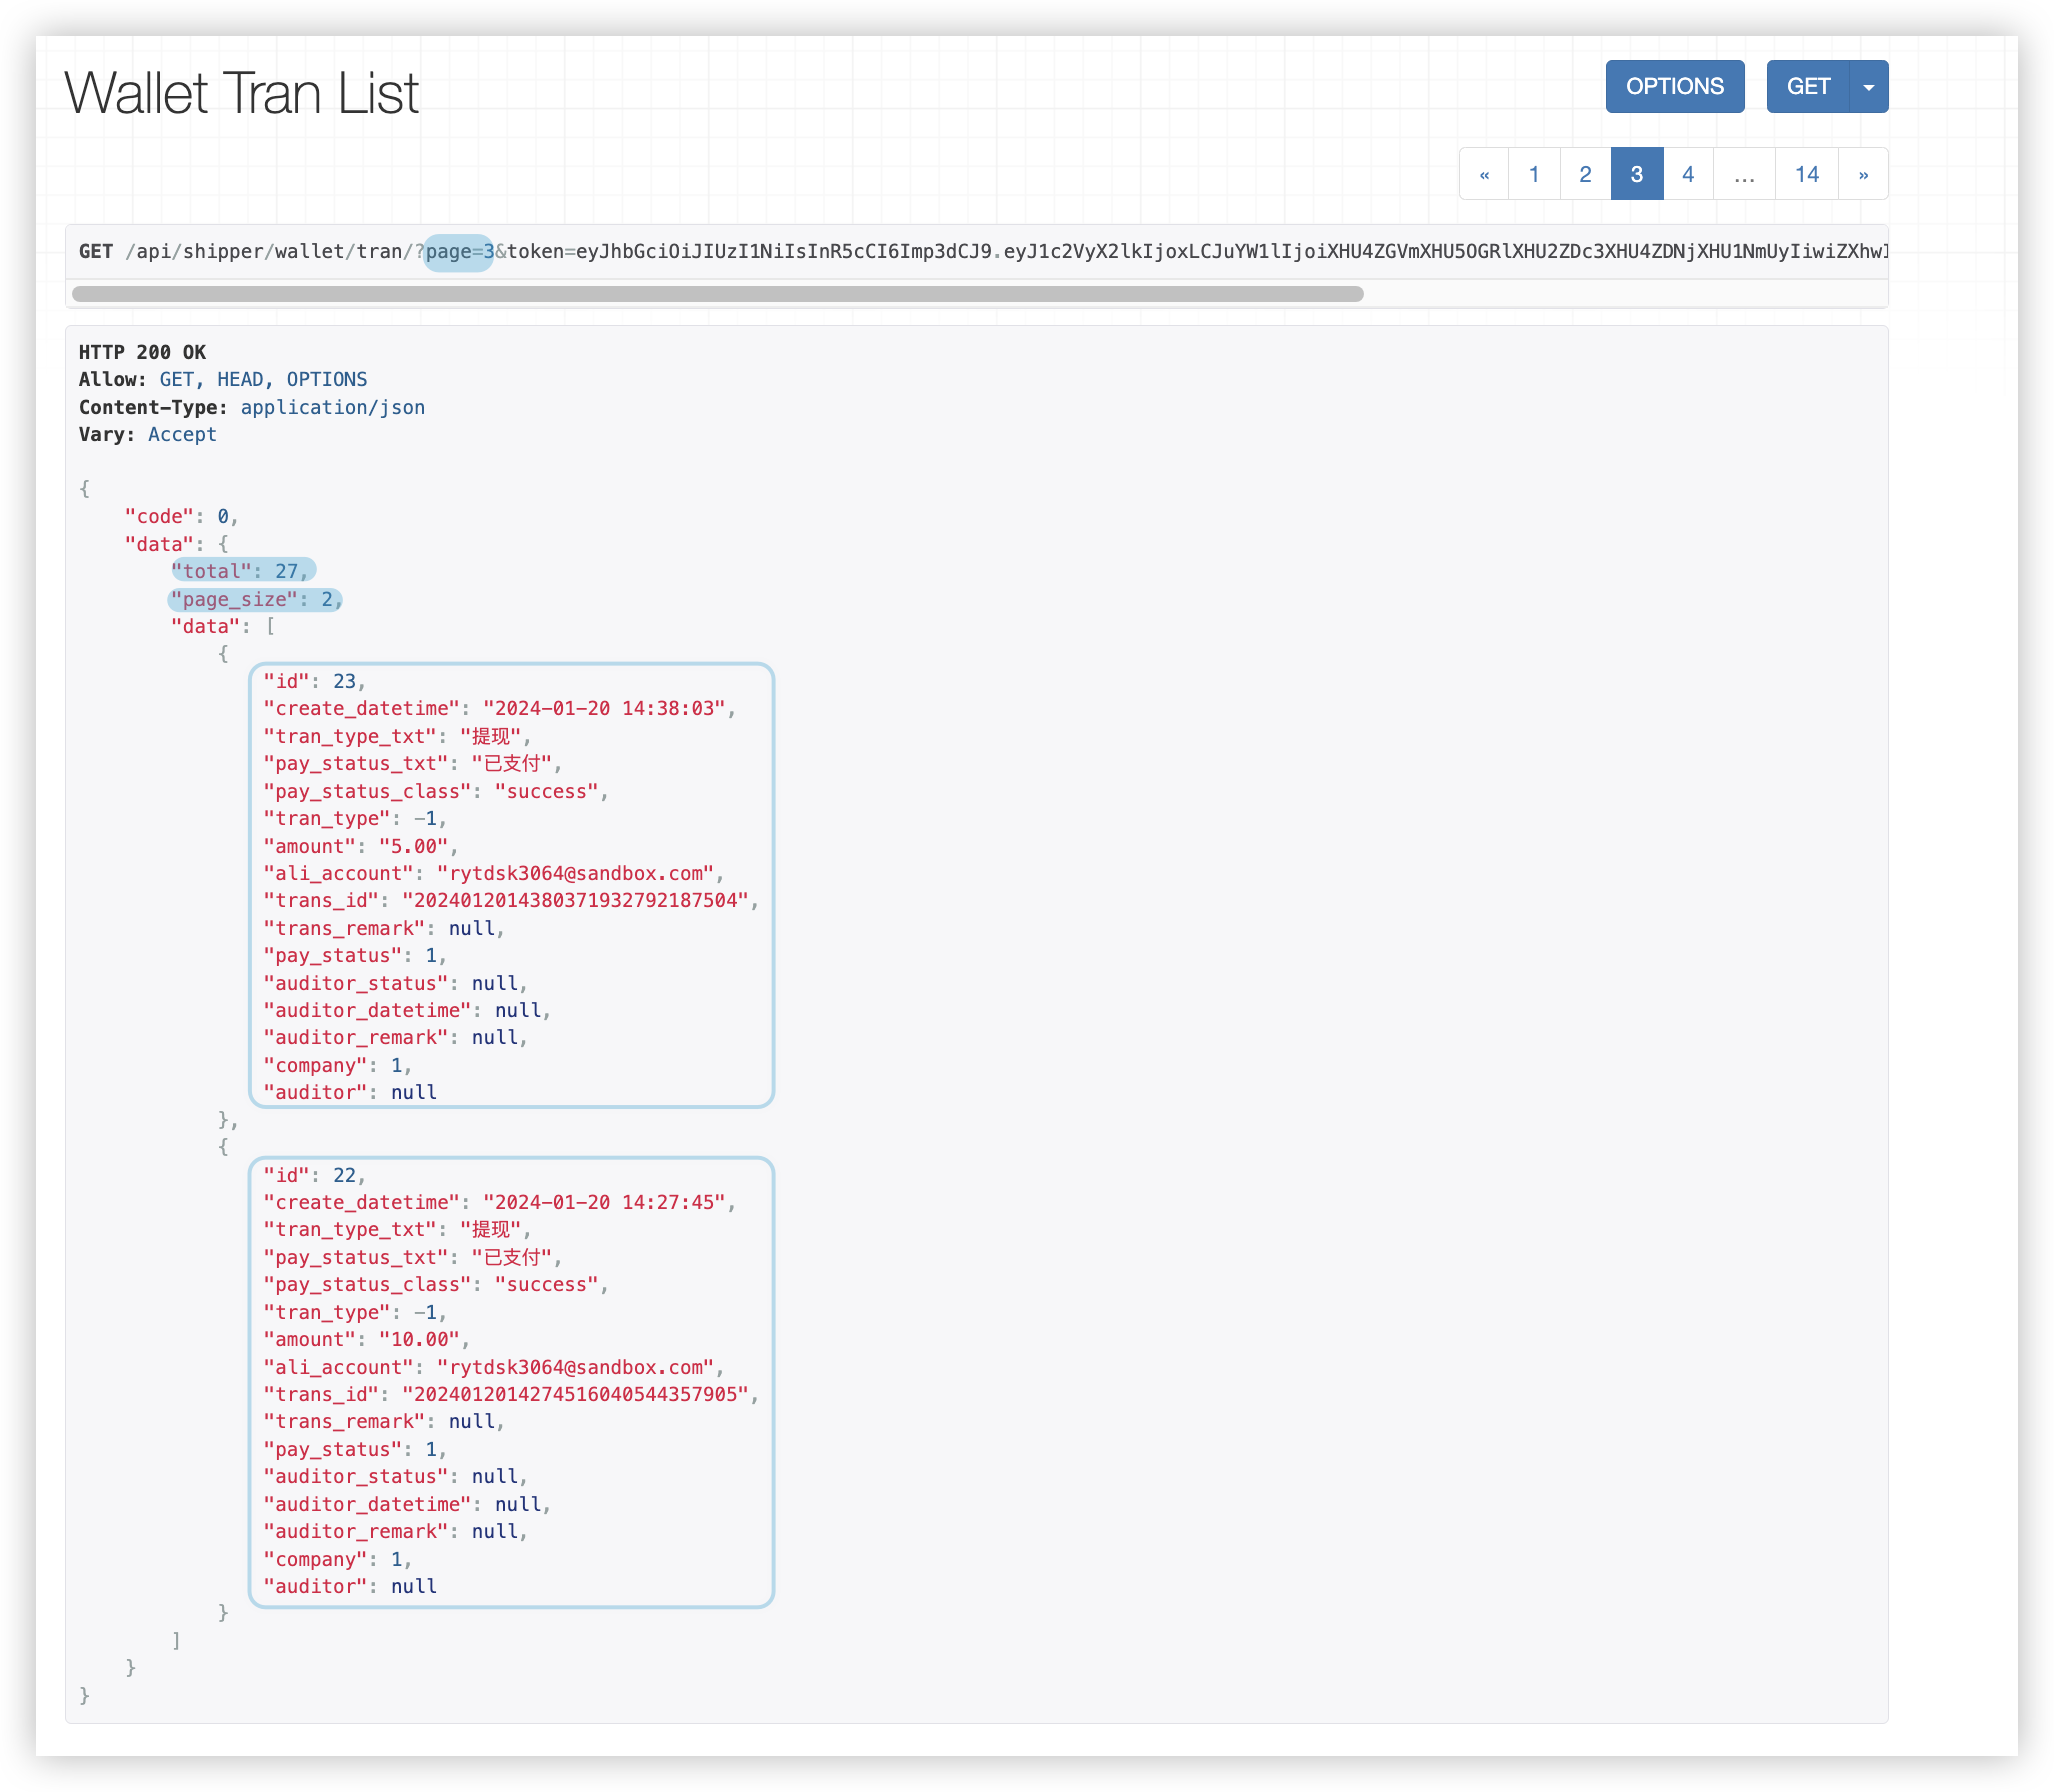 Wallet Tran List
OPTIONS GET
« 1 2 3 4 … 14 »
GET /api/shipper/wallet/tran/?page=3&token=eyJhbGciOiJIUzI1NiIsInR5cCI6Imp3dCJ9.eyJ1c2VyX2lkIjoxLCJuYW1lIjoiXHU4ZGVmXHU5OGRlXHU2ZDc3XHU4ZDNjXHU1NmUyIiwiZXhwI
HTTP 200 OK
Allow: GET, HEAD, OPTIONS
Content-Type: application/json
Vary: Accept
{
"code": 0,
"data": {
"total": 27,
"page_size": 2,
"data": [
{
"id": 23,
"create_datetime": "2024-01-20 14:38:03",
"tran_type_txt": "提现",
"pay_status_txt": "已支付",
"pay_status_class": "success",
"tran_type": -1,
"amount": "5.00",
"ali_account": "rytdsk3064@sandbox.com",
"trans_id": "2024012014380371932792187504",
"trans_remark": null,
"pay_status": 1,
"auditor_status": null,
"auditor_datetime": null,
"auditor_remark": null,
"company": 1,
"auditor": null
},
{
"id": 22,
"create_datetime": "2024-01-20 14:27:45",
"tran_type_txt": "提现",
"pay_status_txt": "已支付",
"pay_status_class": "success",
"tran_type": -1,
"amount": "10.00",
"ali_account": "rytdsk3064@sandbox.com",
"trans_id": "2024012014274516040544357905",
"trans_remark": null,
"pay_status": 1,
"auditor_status": null,
"auditor_datetime": null,
"auditor_remark": null,
"company": 1,
"auditor": null
}
]
}
}